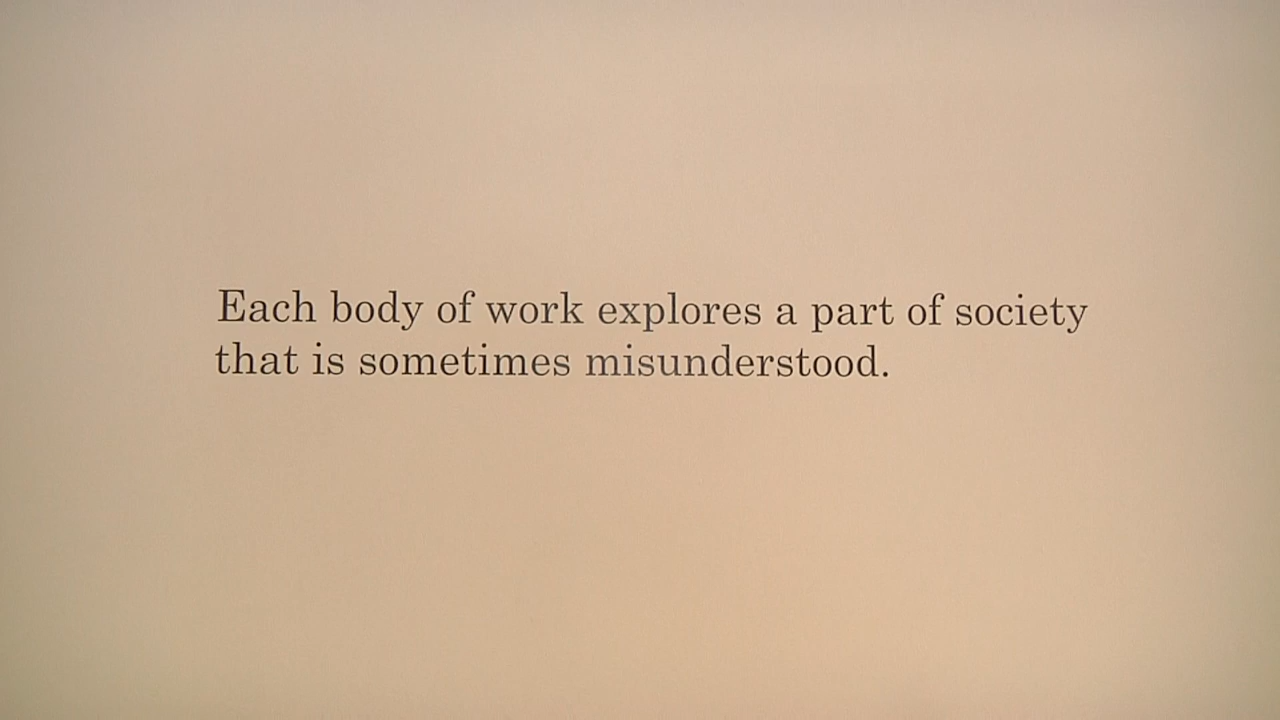 Each body of work explores a part of society
that is sometimes misunderstood.